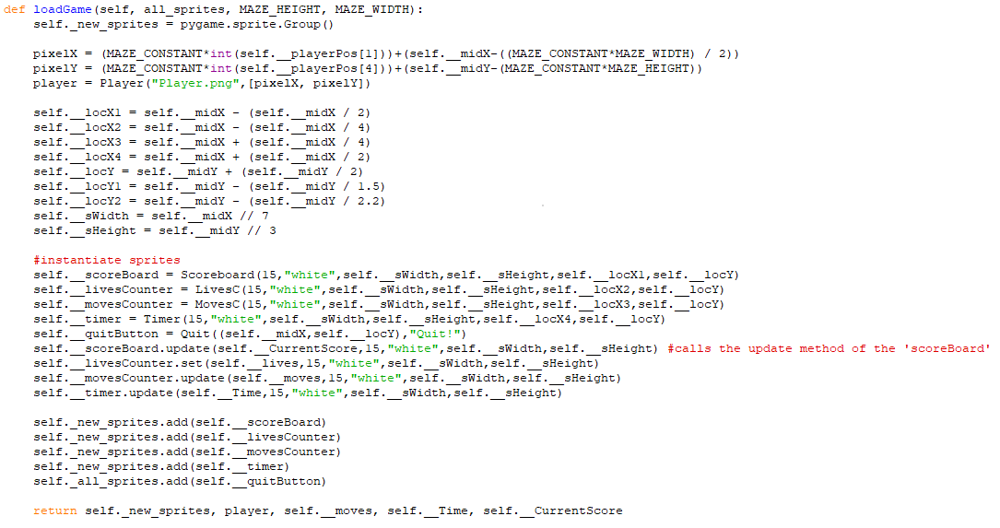 def loadGame(self, all_sprites, MAZE_HEIGHT, MAZE_WIDTH):
    self._new_sprites = pygame.sprite.Group()

    pixelX = (MAZE_CONSTANT*int(self.__playerPos[1]))+(self.__midX-((MAZE_CONSTANT*MAZE_WIDTH) / 2))
    pixelY = (MAZE_CONSTANT*int(self.__playerPos[4]))+(self.__midY-(MAZE_CONSTANT*MAZE_HEIGHT))
    player = Player("Player.png",[pixelX, pixelY])

    self.__locX1 = self.__midX - (self.__midX / 2)
    self.__locX2 = self.__midX - (self.__midX / 4)
    self.__locX3 = self.__midX + (self.__midX / 4)
    self.__locX4 = self.__midX + (self.__midX / 2)
    self.__locY = self.__midY + (self.__midY / 2)
    self.__locY1 = self.__midY - (self.__midY / 1.5)
    self.__locY2 = self.__midY - (self.__midY / 2.2)
    self.__sWidth = self.__midX // 7
    self.__sHeight = self.__midY // 3

    #instantiate sprites
    self.__scoreBoard = Scoreboard(15,"white",self.__sWidth,self.__sHeight,self.__locX1,self.__locY)
    self.__livesCounter = LivesC(15,"white",self.__sWidth,self.__sHeight,self.__locX2,self.__locY)
    self.__movesCounter = MovesC(15,"white",self.__sWidth,self.__sHeight,self.__locX3,self.__locY)
    self.__timer = Timer(15,"white",self.__sWidth,self.__sHeight,self.__locX4,self.__locY)
    self.__quitButton = Quit((self.__midX,self.__locY),"Quit!")
    self.__scoreBoard.update(self.__CurrentScore,15,"white",self.__sWidth,self.__sHeight) #calls the update method of the 'scoreBoard'
    self.__livesCounter.set(self.__lives,15,"white",self.__sWidth,self.__sHeight)
    self.__movesCounter.update(self.__moves,15,"white",self.__sWidth,self.__sHeight)
    self.__timer.update(self.__Time,15,"white",self.__sWidth,self.__sHeight)

    self._new_sprites.add(self.__scoreBoard)
    self._new_sprites.add(self.__livesCounter)
    self._new_sprites.add(self.__movesCounter)
    self._new_sprites.add(self.__timer)
    self._all_sprites.add(self.__quitButton)

    return self._new_sprites, player, self.__moves, self.__Time, self.__CurrentScore